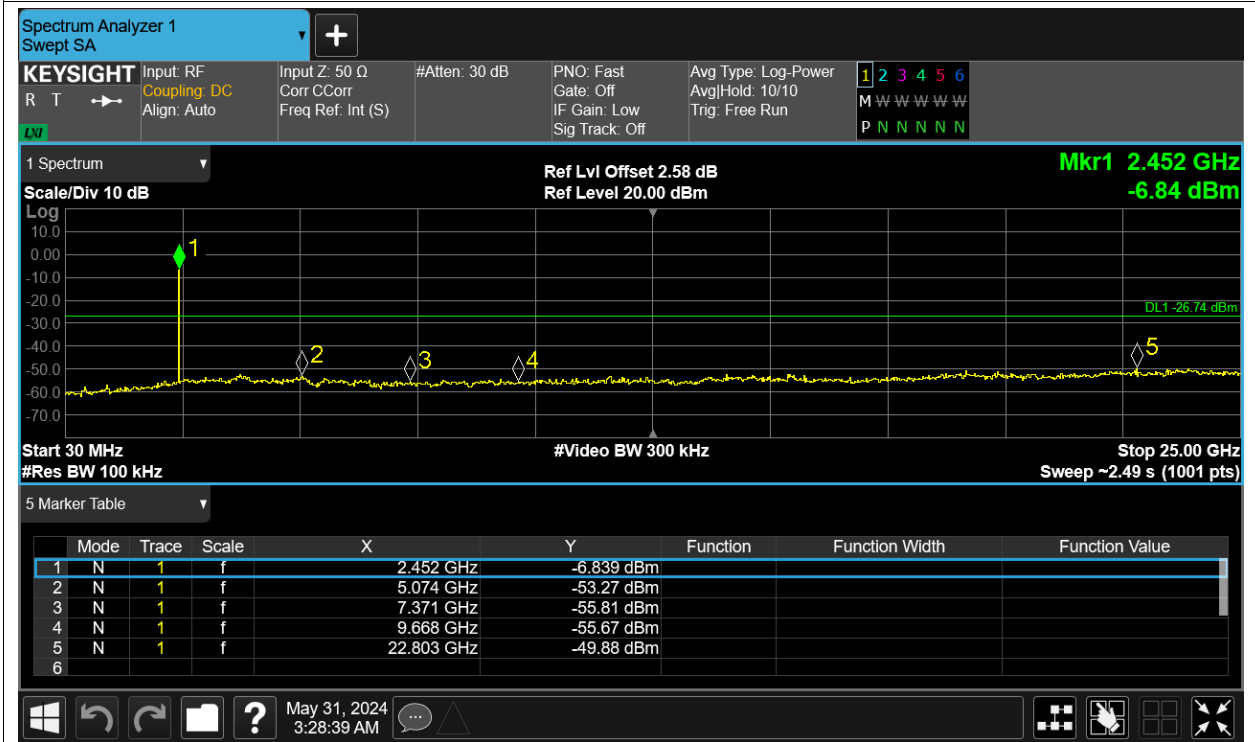 Spectrum Analyzer 1
Swept SA
+
KEYSIGHT
R T
LXI
Input: RF
Coupling: DC
Align: Auto
Input Z: 50 Ω
Corr CCorr
Freq Ref: Int (S)
#Atten: 30 dB
PNO: Fast
Gate: Off
IF Gain: Low
Sig Track: Off
Avg Type: Log-Power
Avg|Hold: 10/10
Trig: Free Run
1 2 3 4 5 6
M W W W W W
P N N N N N
1 Spectrum
Scale/Div 10 dB
Ref Lvl Offset 2.58 dB
Ref Level 20.00 dBm
Mkr1 2.452 GHz
-6.84 dBm
Log
10.0
0.00
-10.0
-20.0
-30.0
-40.0
-50.0
-60.0
-70.0
1
2
3
4
5
DL1 -26.74 dBm
Start 30 MHz
#Video BW 300 kHz
Stop 25.00 GHz
#Res BW 100 kHz
Sweep ~2.49 s (1001 pts)
5 Marker Table
Mode Trace Scale X Y Function Function Width Function Value
1 N 1 f 2.452 GHz -6.839 dBm
2 N 1 f 5.074 GHz -53.27 dBm
3 N 1 f 7.371 GHz -55.81 dBm
4 N 1 f 9.668 GHz -55.67 dBm
5 N 1 f 22.803 GHz -49.88 dBm
6
?
May 31, 2024
3:28:39 AM